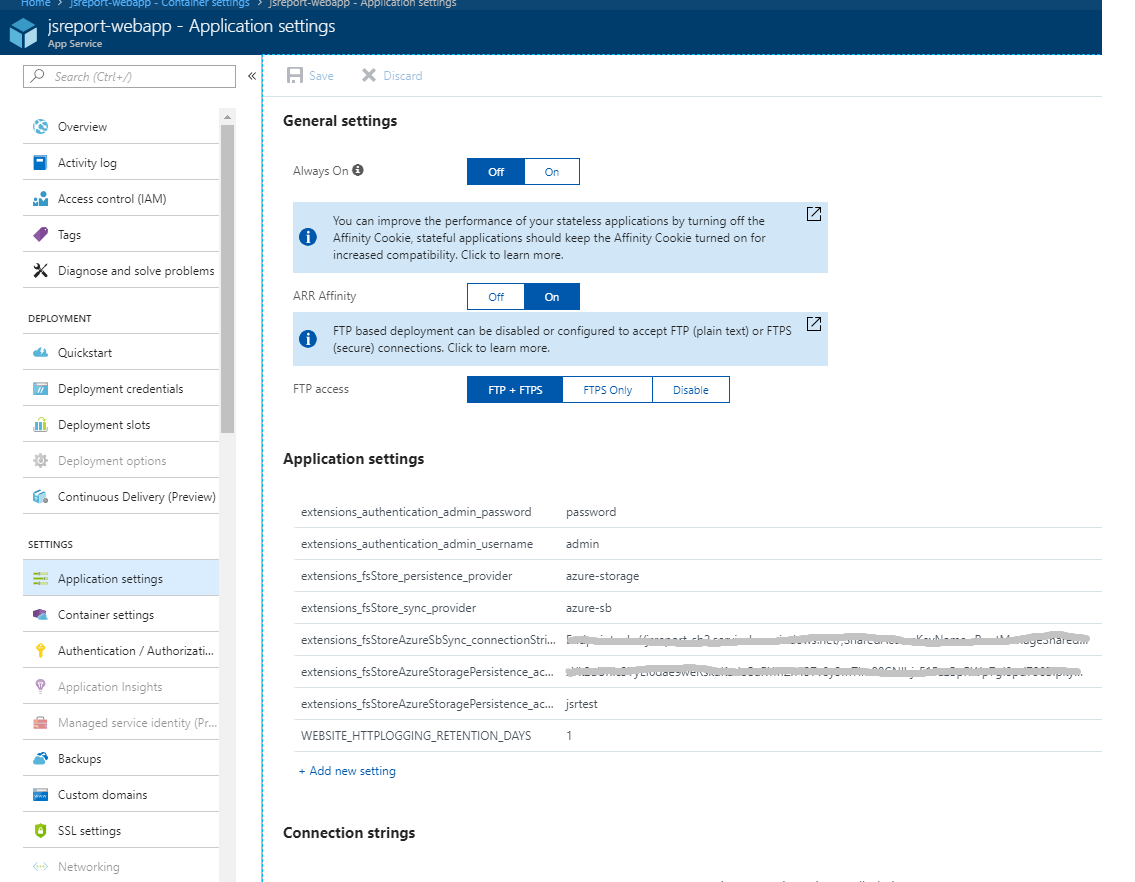 Home > jsreport-webapp - Container settings > jsreport-webapp - Application settings
jsreport-webapp - Application settings
App Service
Search (Ctrl+/)
«
Overview
Activity log
Access control (IAM)
Tags
Diagnose and solve problems
DEPLOYMENT
Quickstart
Deployment credentials
Deployment slots
Deployment options
Continuous Delivery (Preview)
SETTINGS
Application settings
Container settings
Authentication / Authorizati...
Application Insights
Managed service identity (Pr...
Backups
Custom domains
SSL settings
Networking
Save Discard
General settings
Always On Off On
You can improve the performance of your stateless applications by turning off the
Affinity Cookie, stateful applications should keep the Affinity Cookie turned on for
increased compatibility. Click to learn more.
ARR Affinity Off On
FTP based deployment can be disabled or configured to accept FTP (plain text) or FTPS
(secure) connections. Click to learn more.
FTP access FTP + FTPS FTPS Only Disable
Application settings
extensions_authentication_admin_password password
extensions_authentication_admin_username admin
extensions_fsStore_persistence_provider azure-storage
extensions_fsStore_sync_provider azure-sb
extensions_fsStoreAzureSbSync_connectionStri...
extensions_fsStoreAzureStoragePersistence_ac...
extensions_fsStoreAzureStoragePersistence_ac... jsrtest
WEBSITE_HTTPLOGGING_RETENTION_DAYS 1
+ Add new setting
Connection strings